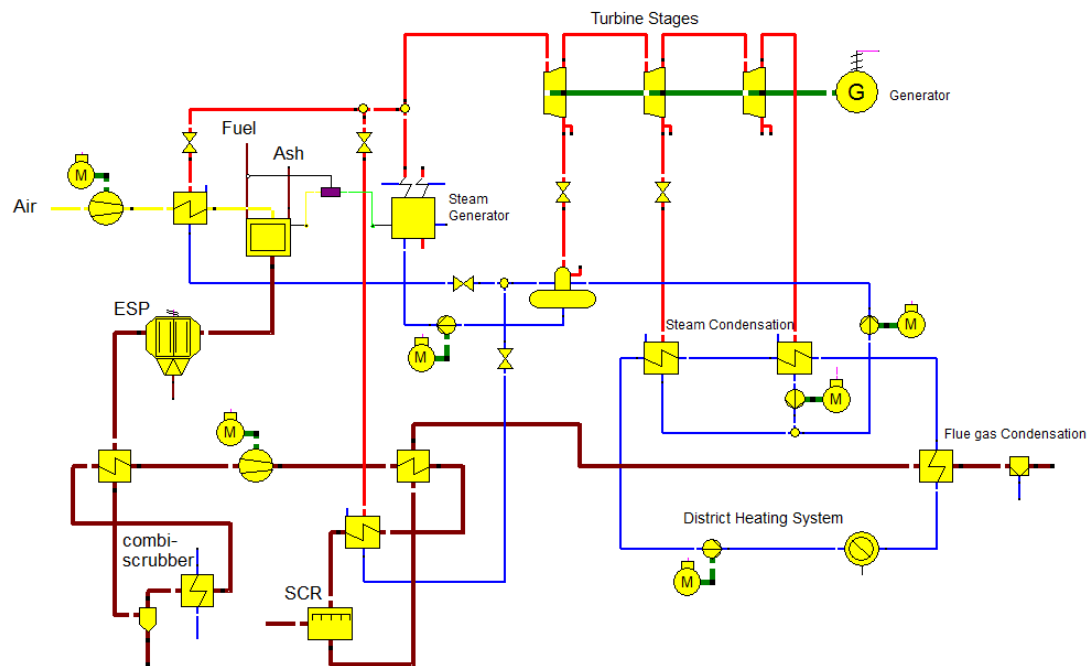 Turbine Stages
G
Generator
Fuel
Ash
M
Air
Steam
Generator
ESP
M
Steam Condensation
M
M
M
Flue gas Condensation
combi-
scrubber
District Heating System
M
SCR